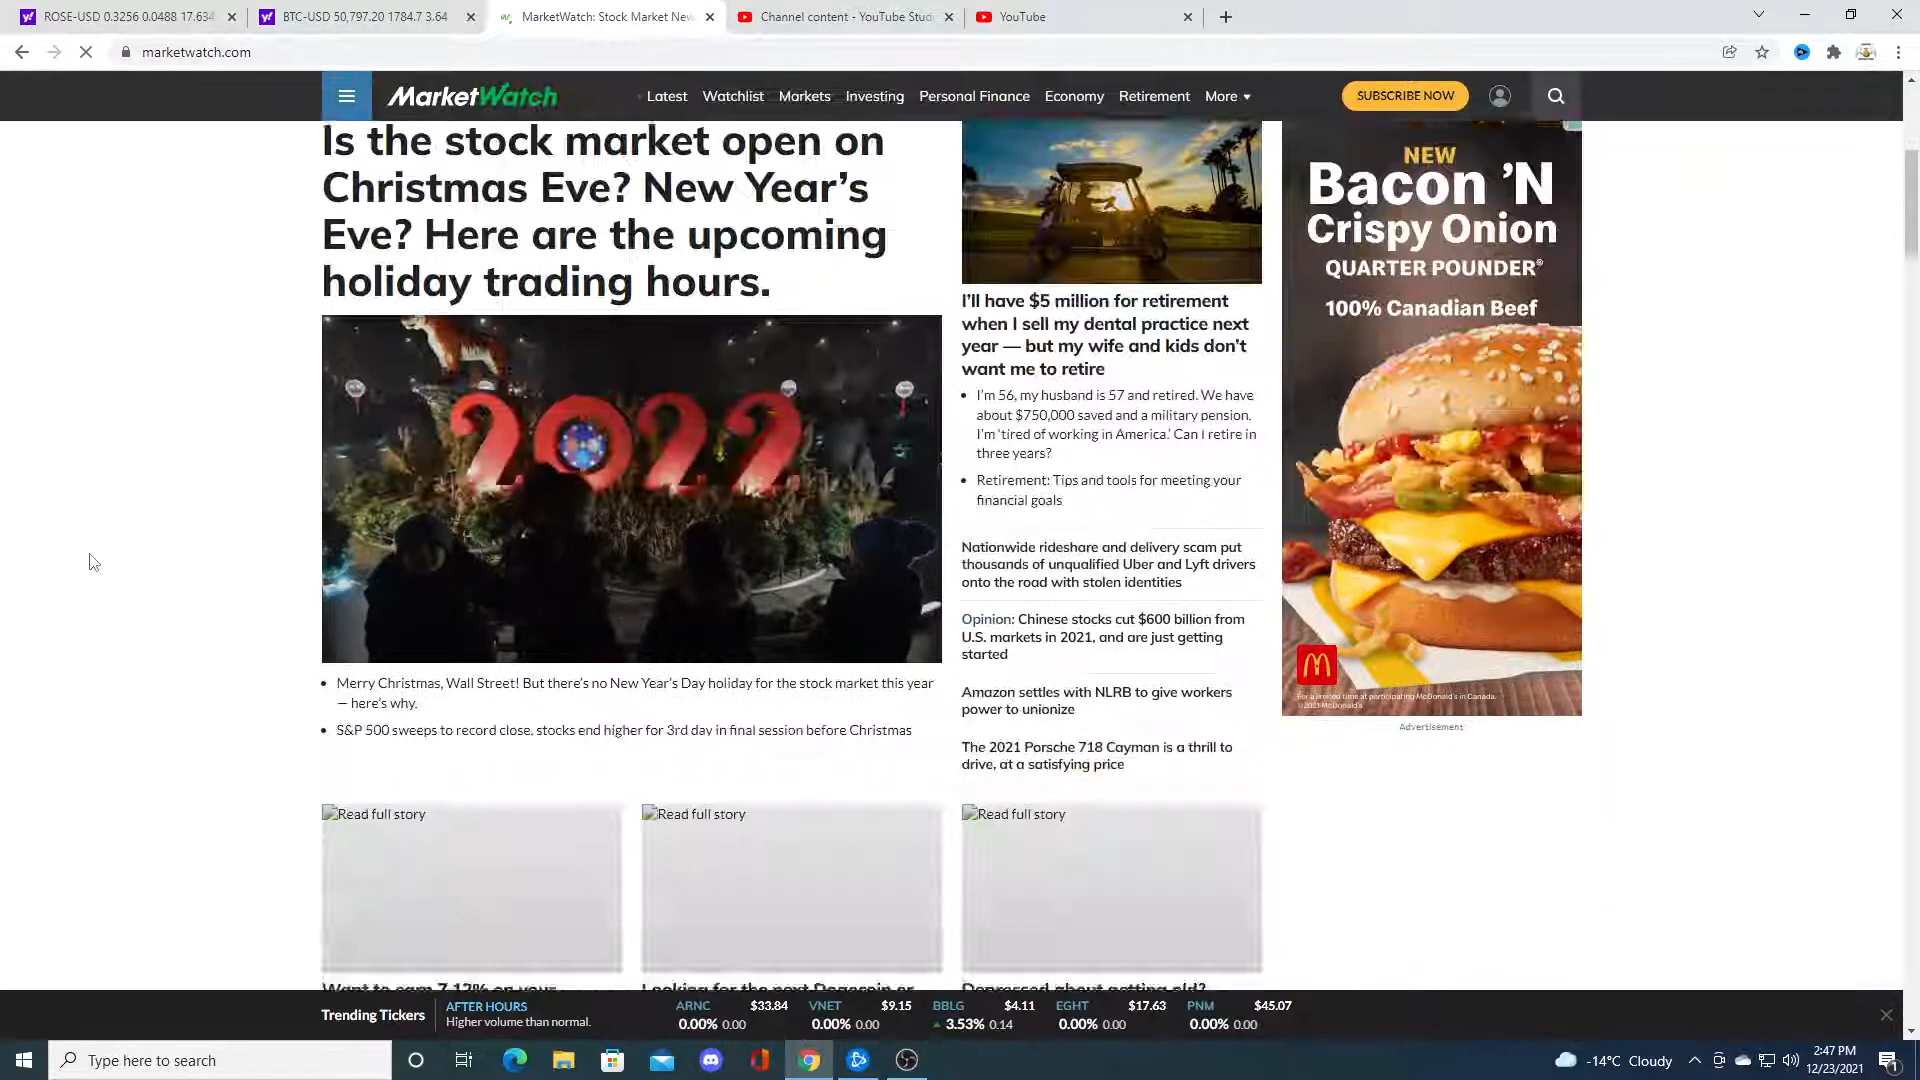 ROSE-USD 0.3256 0.0488 17.634
BTC-USD 50,797.20 1784.7 3.64
MarketWatch: Stock Market New
Channel content - YouTube Stud
YouTube
marketwatch.com
MarketWatch
Latest Watchlist Markets Investing Personal Finance Economy Retirement More
SUBSCRIBE NOW
Is the stock market open on
Christmas Eve? New Year's
Eve? Here are the upcoming
holiday trading hours.
2022
Merry Christmas, Wall Street! But there's no New Year's Day holiday for the stock market this year
— here's why.
S&P 500 sweeps to record close, stocks end higher for 3rd day in final session before Christmas
I'll have $5 million for retirement
when I sell my dental practice next
year — but my wife and kids don't
want me to retire
I'm 56, my husband is 57 and retired. We have
about $750,000 saved and a military pension.
I'm 'tired of working in America.' Can I retire in
three years?
Retirement: Tips and tools for meeting your
financial goals
Nationwide rideshare and delivery scam put
thousands of unqualified Uber and Lyft drivers
onto the road with stolen identities
Opinion: Chinese stocks cut $600 billion from
U.S. markets in 2021, and are just getting
started
Amazon settles with NLRB to give workers
power to unionize
The 2021 Porsche 718 Cayman is a thrill to
drive, at a satisfying price
NEW
Bacon 'N
Crispy Onion
QUARTER POUNDER®
100% Canadian Beef
For a limited time at participating McDonald's in Canada.
©2021 McDonald's
Advertisement
Read full story
Read full story
Read full story
Want to earn 7.12% on your
Looking for the next Dogecoin or
Depressed about getting old?
Trending Tickers
AFTER HOURS
Higher volume than normal.
ARNC $33.84
0.00% 0.00
VNET $9.15
0.00% 0.00
BBLG $4.11
3.53% 0.14
EGHT $17.63
0.00% 0.00
PNM $45.07
0.00% 0.00
Type here to search
-14°C Cloudy
2:47 PM
12/23/2021
1